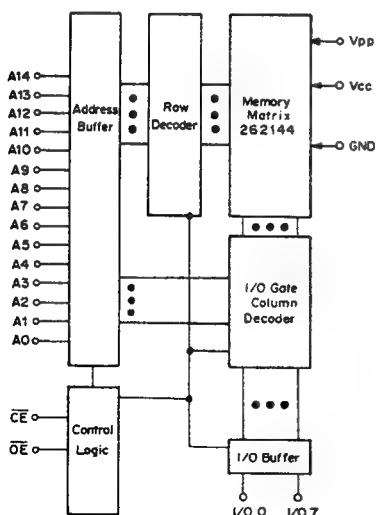 A14
A13
A12
A11
A10
A9
A8
A7
A6
A5
A4
A3
A2
A1
A0
Address
Buffer
Row
Decoder
Memory
Matrix
262144
Vpp
Vcc
GND
I/O Gate
Column
Decoder
CE
OE
Control
Logic
I/O Buffer
I/O 0
I/O 7